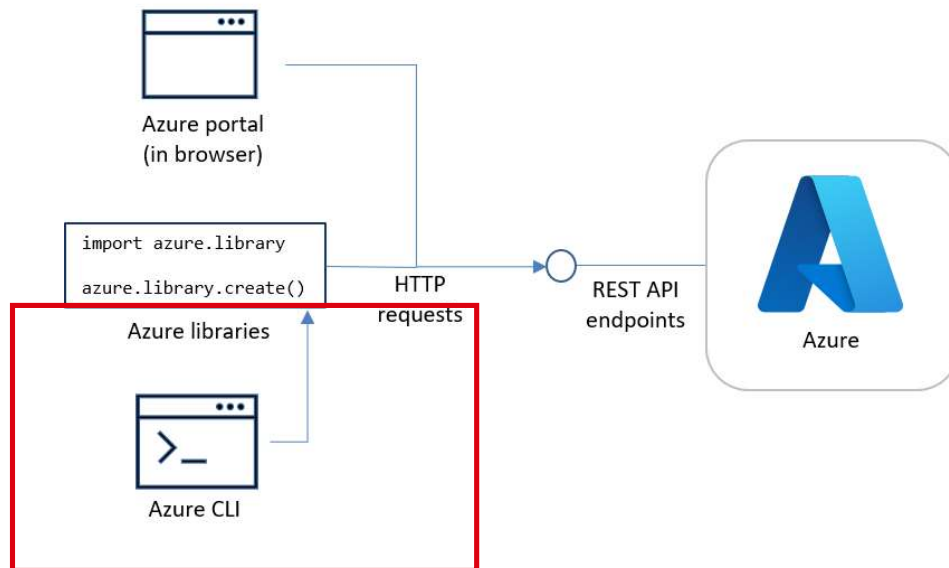 Azure portal
(in browser)
import azure.library
azure.library.create()
Azure libraries
HTTP
requests
REST API
endpoints
Azure
>_
Azure CLI